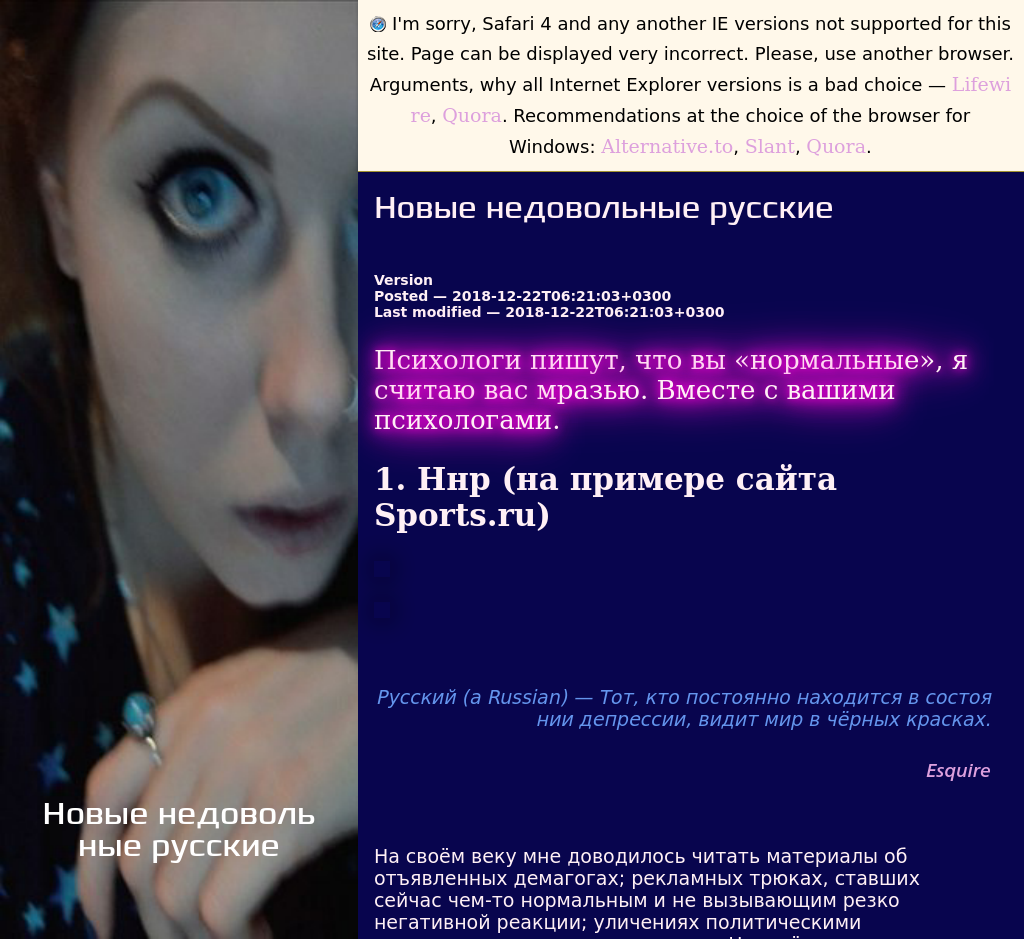 I'm sorry, Safari 4 and any another IE versions not supported for this
site. Page can be displayed very incorrect. Please, use another browser.
Arguments, why all Internet Explorer versions is a bad choice — Lifewi
re, Quora. Recommendations at the choice of the browser for
Windows: Alternative.to, Slant, Quora.
Новые недовольные русские
Version
Posted — 2018-12-22T06:21:03+0300
Last modified — 2018-12-22T06:21:03+0300
Психологи пишут, что вы «нормальные», я
считаю вас мразью. Вместе с вашими
психологами.
1. Ннр (на примере сайта
Sports.ru)
Русский (a Russian) — Тот, кто постоянно находится в состоя
нии депрессии, видит мир в чёрных красках.
Esquire
На своём веку мне доводилось читать материалы об
отъявленных демагогах; рекламных трюках, ставших
сейчас чем-то нормальным и не вызывающим резко
негативной реакции; уличениях политическими
Новые недоволь
ные русские